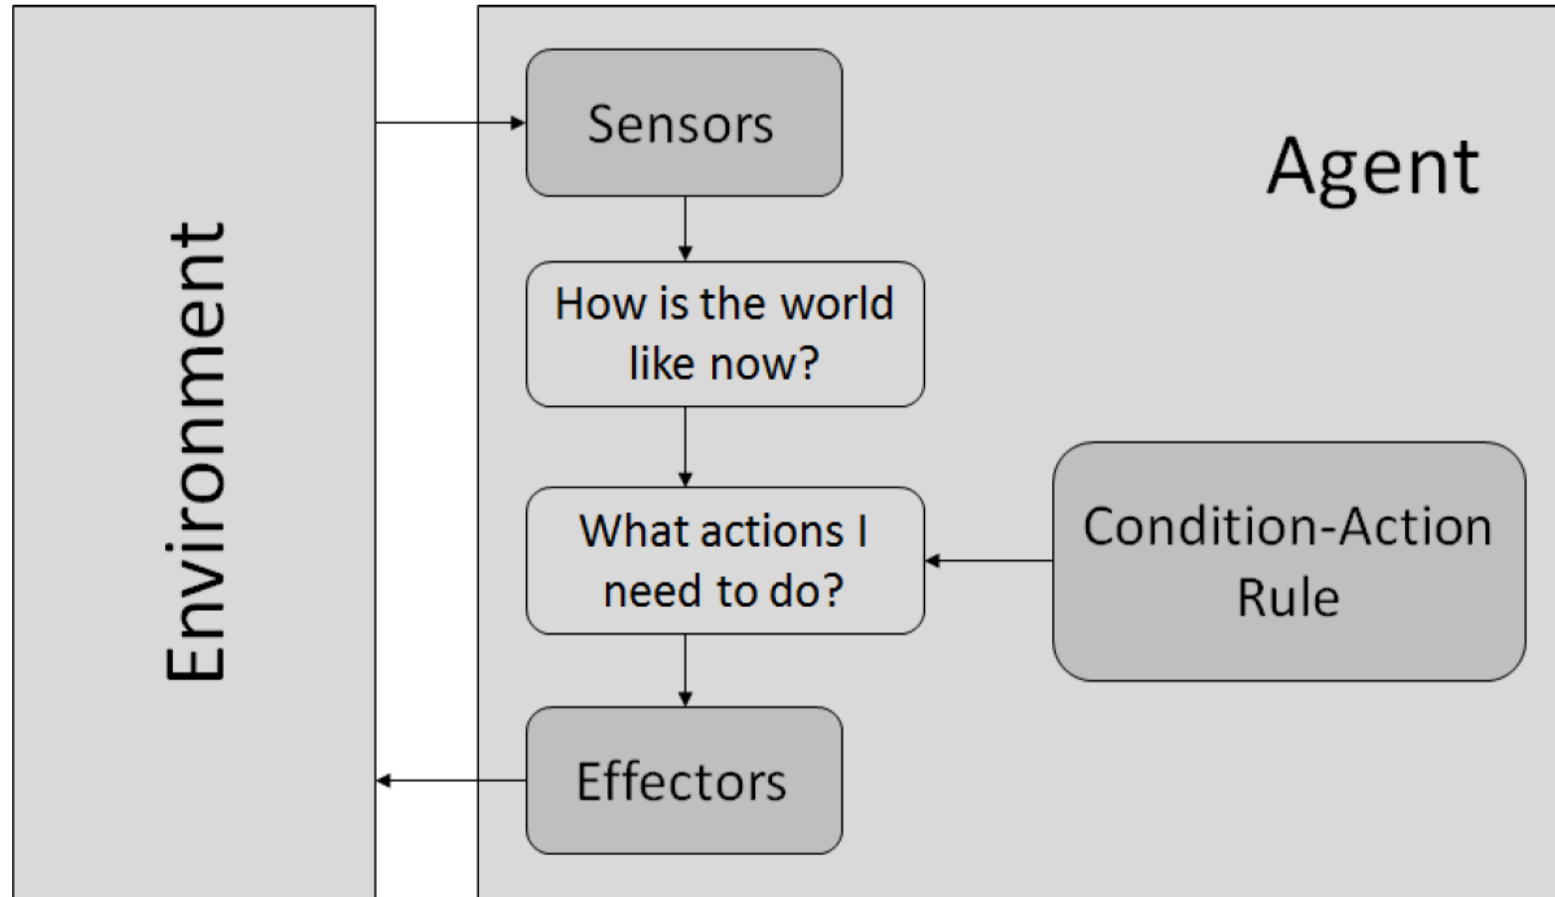 Environment
Sensors
Agent
How is the world
like now?
What actions I
need to do?
Condition-Action
Rule
Effectors